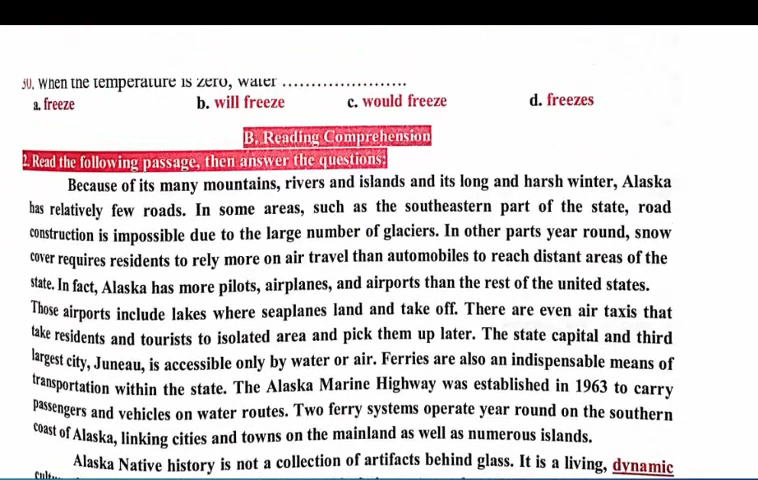 30. When the temperature is zero, water ......................
a. freeze b. will freeze c. would freeze d. freezes
B. Reading Comprehension
2. Read the following passage, then answer the questions:
Because of its many mountains, rivers and islands and its long and harsh winter, Alaska
has relatively few roads. In some areas, such as the southeastern part of the state, road
construction is impossible due to the large number of glaciers. In other parts year round, snow
cover requires residents to rely more on air travel than automobiles to reach distant areas of the
state. In fact, Alaska has more pilots, airplanes, and airports than the rest of the united states.
Those airports include lakes where seaplanes land and take off. There are even air taxis that
take residents and tourists to isolated area and pick them up later. The state capital and third
largest city, Juneau, is accessible only by water or air. Ferries are also an indispensable means of
transportation within the state. The Alaska Marine Highway was established in 1963 to carry
passengers and vehicles on water routes. Two ferry systems operate year round on the southern
coast of Alaska, linking cities and towns on the mainland as well as numerous islands.
Alaska Native history is not a collection of artifacts behind glass. It is a living, dynamic